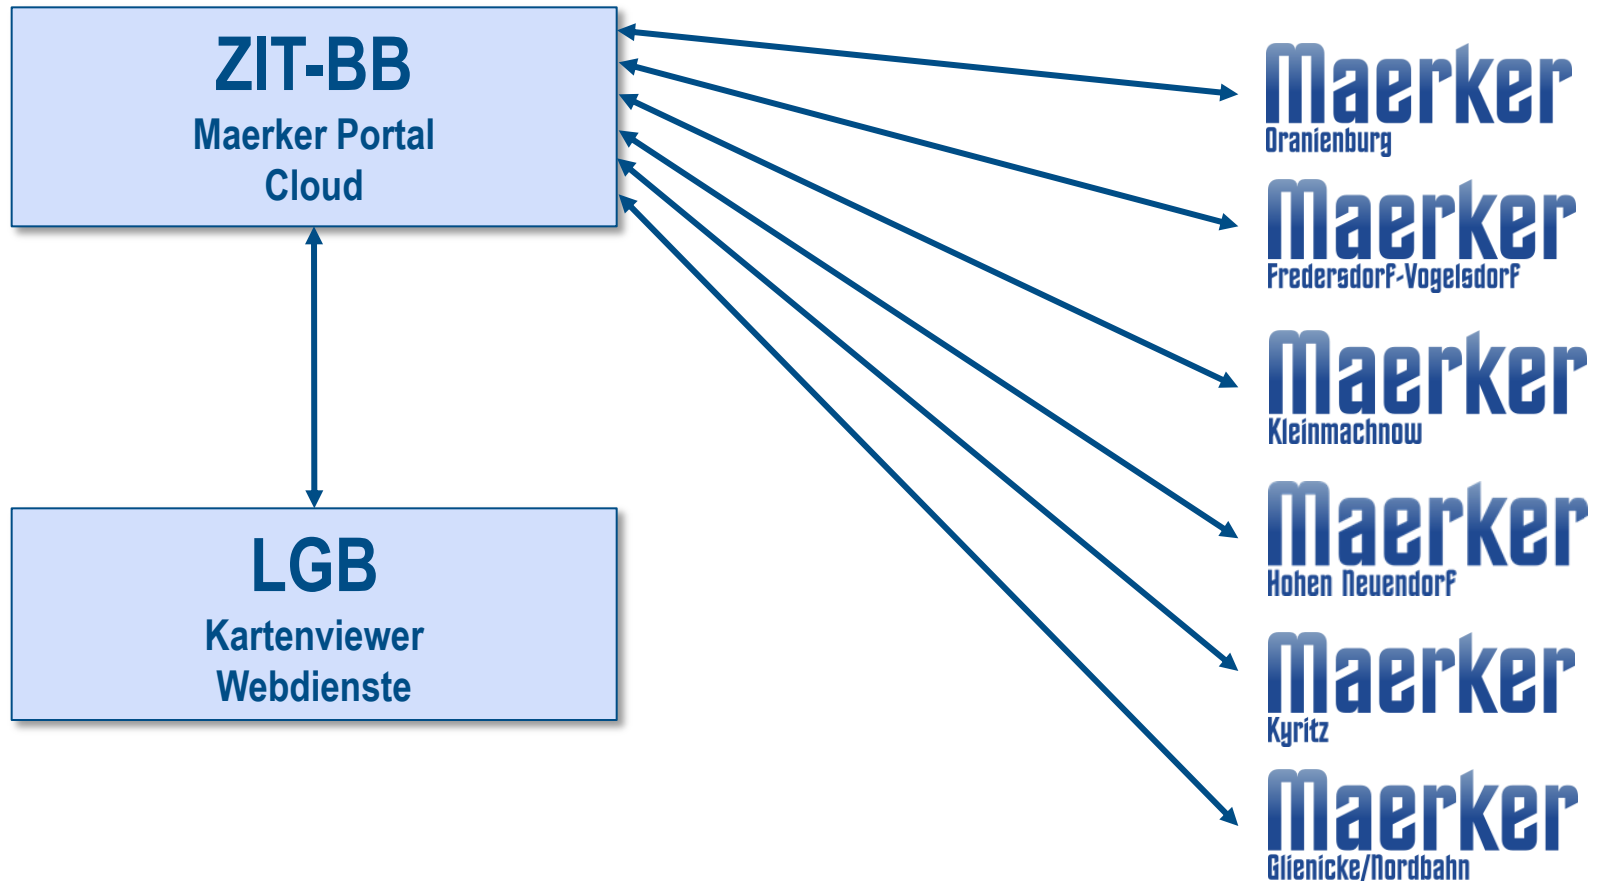 ZIT-BB
Maerker Portal
Cloud
LGB
Kartenviewer
Webdienste
Maerker
Oranienburg
Maerker
Fredersdorf-Vogelsdorf
Maerker
Kleinmachnow
Maerker
Hohen Neuendorf
Maerker
Kyritz
Maerker
Glienicke/Nordbahn